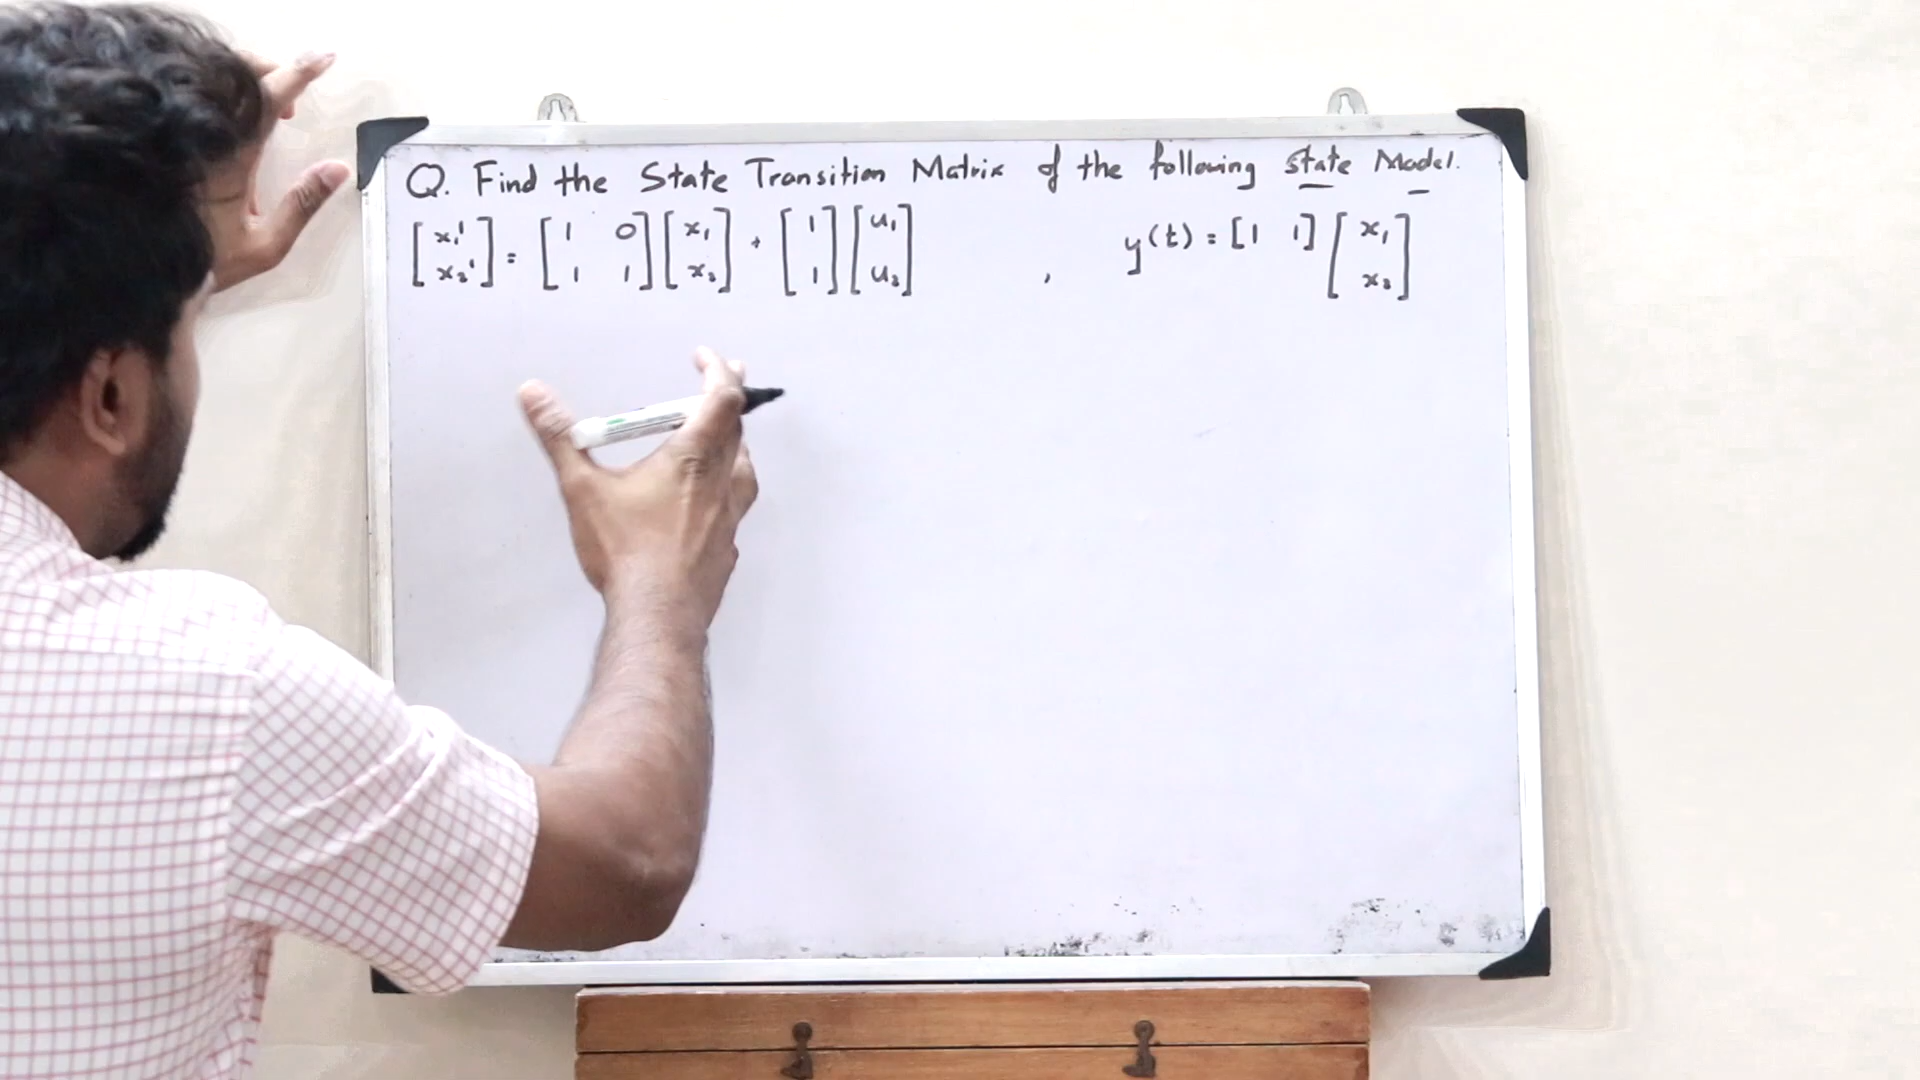 Q. Find the State Transition Matrix of the following state Model.
[x₁' x₂'] = [1 0 1 1] [x₁ x₂] + [1 1] [u₁ u₂] , y(t) = [1 1] [x₁ x₂]